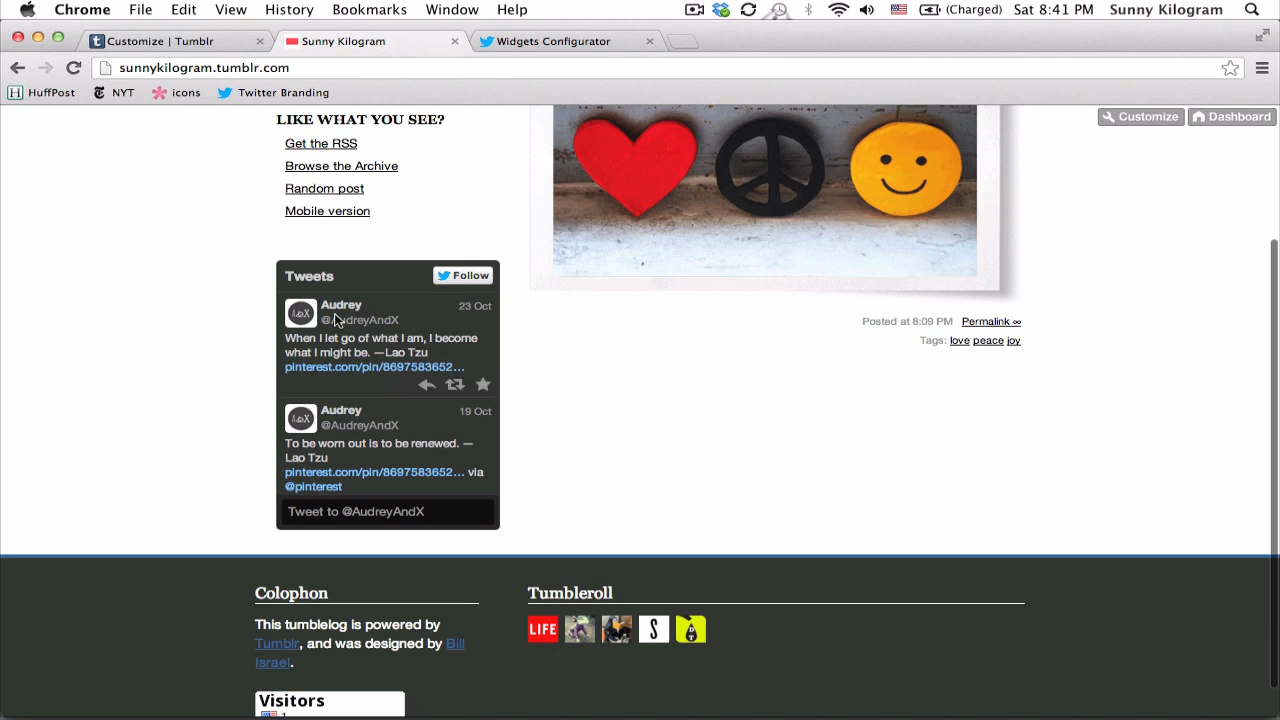 Chrome File Edit View History Bookmarks Window Help (Charged) Sat 8:41 PM Sunny Kilogram
Customize | Tumblr Sunny Kilogram Widgets Configurator
sunnykilogram.tumblr.com
HuffPost NYT icons Twitter Branding
Customize Dashboard
LIKE WHAT YOU SEE?
Get the RSS
Browse the Archive
Random post
Mobile version
Tweets Follow
Audrey 23 Oct
@AudreyAndX
When I let go of what I am, I become
what I might be. —Lao Tzu
pinterest.com/pin/8697583652…
Audrey 19 Oct
@AudreyAndX
To be worn out is to be renewed. —
Lao Tzu
pinterest.com/pin/8697583652… via
@pinterest
Tweet to @AudreyAndX
Posted at 8:09 PM Permalink ∞
Tags: love peace joy
Colophon
This tumblelog is powered by
Tumblr, and was designed by Bill
Israel.
Visitors
1
Tumbleroll
LIFE S